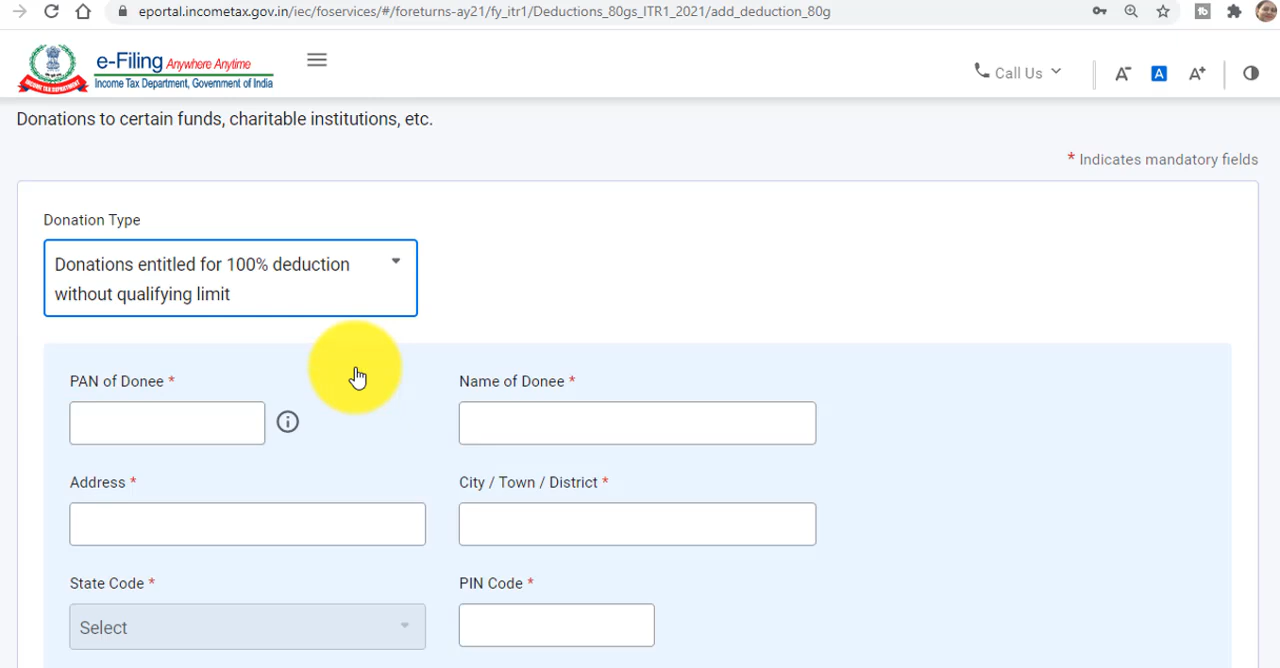 eportal.incometax.gov.in/iec/foservices/#/foreturns-ay21/fy_itr1/Deductions_80gs_ITR1_2021/add_deduction_80g
e-Filing Anywhere Anytime
Income Tax Department, Government of India
INCOME TAX DEPARTMENT
Call Us
A-
A
A+
Donations to certain funds, charitable institutions, etc.
* Indicates mandatory fields
Donation Type
Donations entitled for 100% deduction
without qualifying limit
PAN of Donee *
Name of Donee *
Address *
City / Town / District *
State Code *
PIN Code *
Select